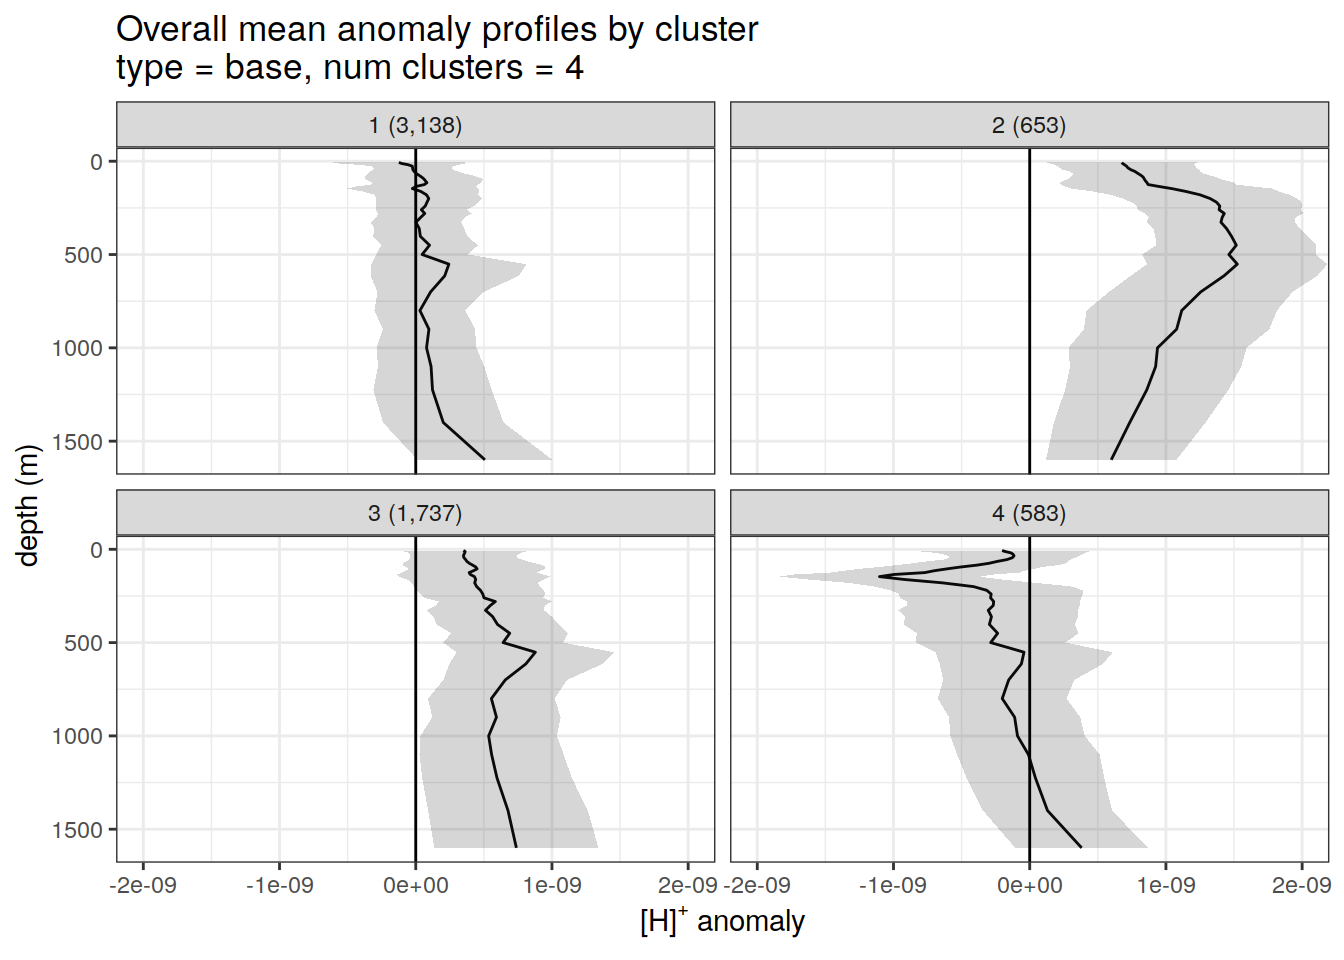 Overall mean anomaly profiles by cluster
type = base, num clusters = 4
1 (3,138)
2 (653)
0
500
1000
1500
3 (1,737)
4 (583)
0
500
1000
1500
depth (m)
-2e-09 -1e-09 0e+00 1e-09 2e-09 -2e-09 -1e-09 0e+00 1e-09 2e-09
[H]⁺ anomaly